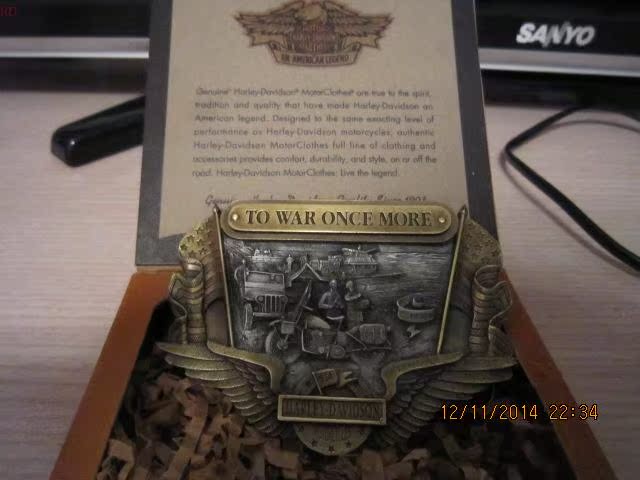 SANYO
AN AMERICAN LEGEND
Genuine® Harley-Davidson® MotorClothes® are true to the spirit,
tradition and quality that have made Harley-Davidson an
American legend. Designed to the same exacting level of
performance as Harley-Davidson motorcycles, authentic
Harley-Davidson MotorClothes full line of clothing and
accessories provides comfort, durability, and style, on or off the
road. Harley-Davidson MotorClothes: Live the legend.
TO WAR ONCE MORE
HARLEY-DAVIDSON
12/11/2014 22:34